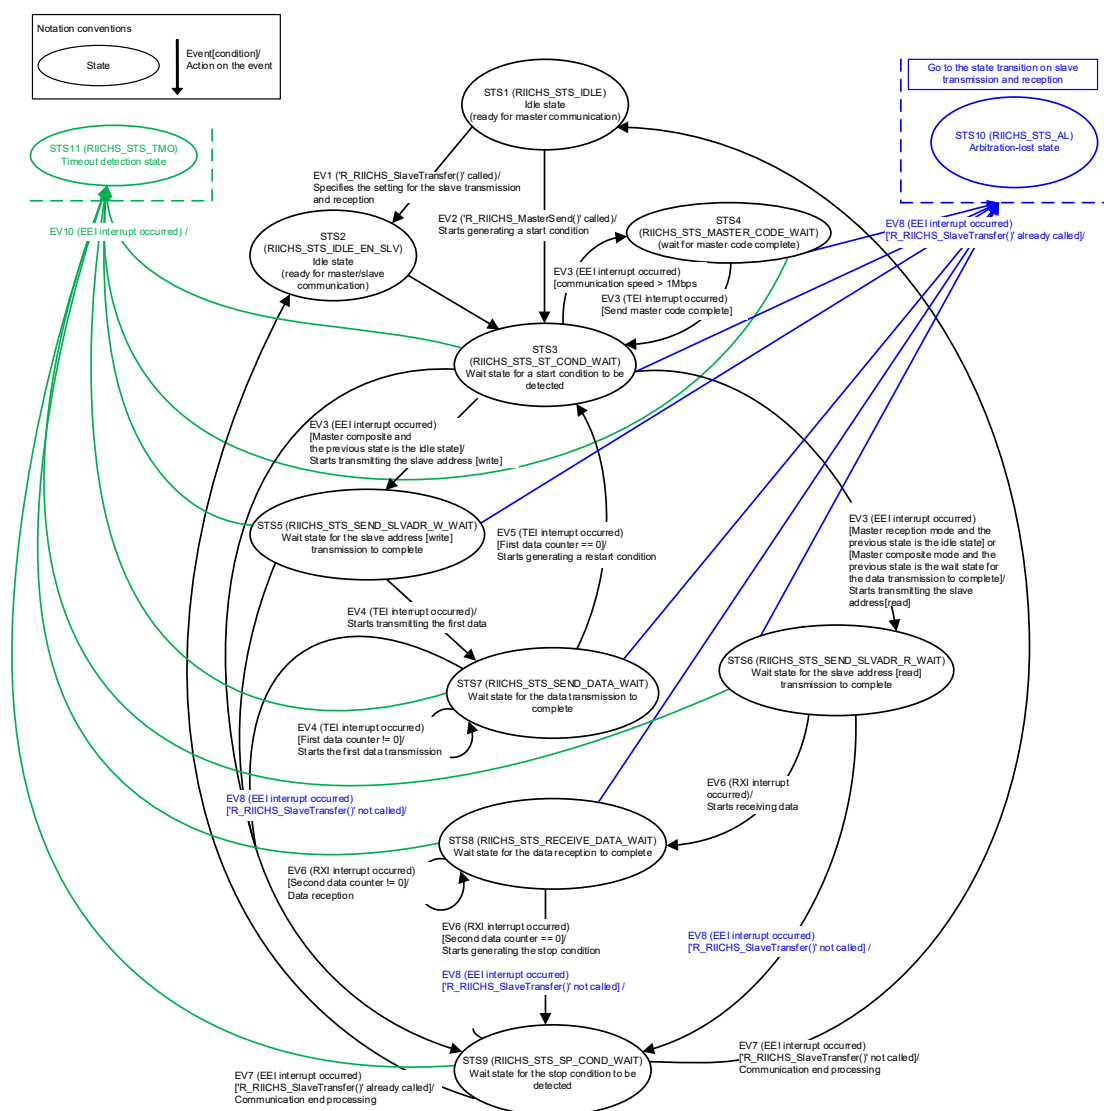 Notation conventions
State
Event[condition]/
Action on the event
STS1 (RIICHS_STS_IDLE)
Idle state
(ready for master communication)
Go to the state transition on slave
transmission and reception
STS10 (RIICHS_STS_AL)
Arbitration-lost state
STS11 (RIICHS_STS_TMO)
Timeout detection state
EV1 ('R_RIICHS_SlaveTransfer()' called)/
Specifies the setting for the slave transmission
and reception
EV2 ('R_RIICHS_MasterSend()' called)/
Starts generating a start condition
EV10 (EEI interrupt occurred) /
STS2
(RIICHS_STS_IDLE_EN_SLV)
Idle state
(ready for master/slave
communication)
STS4
(RIICHS_STS_MASTER_CODE_WAIT)
(wait for master code complete)
EV8 (EEI interrupt occurred)
['R_RIICHS_SlaveTransfer()' already called]/
EV3 (EEI interrupt occurred)
[communication speed > 1Mbps
EV3 (TEI interrupt occurred)
[Send master code complete]
STS3
(RIICHS_STS_ST_COND_WAIT)
Wait state for a start condition to be
detected
EV3 (EEI interrupt occurred)
[Master composite and
the previous state is the idle state]/
Starts transmitting the slave address [write]
STS5 (RIICHS_STS_SEND_SLVADR_W_WAIT)
Wait state for the slave address [write]
transmission to complete
EV5 (TEI interrupt occurred)
[First data counter == 0]/
Starts generating a restart condition
EV3 (EEI interrupt occurred)
[Master reception mode and the
previous state is the idle state] or
[Master composite mode and the
previous state is the wait state for
the data transmission to complete]/
Starts transmitting the slave
address[read]
EV4 (TEI interrupt occurred)/
Starts transmitting the first data
STS6 (RIICHS_STS_SEND_SLVADR_R_WAIT)
Wait state for the slave address [read]
transmission to complete
STS7 (RIICHS_STS_SEND_DATA_WAIT)
Wait state for the data transmission to
complete
EV4 (TEI interrupt occurred)
[First data counter != 0]/
Starts the first data transmission
EV8 (EEI interrupt occurred)
['R_RIICHS_SlaveTransfer()' not called]/
EV6 (RXI interrupt
occurred)/
Starts receiving data
STS8 (RIICHS_STS_RECEIVE_DATA_WAIT)
Wait state for the data reception to complete
EV6 (RXI interrupt occurred)
[Second data counter != 0]/
Data reception
EV6 (RXI interrupt occurred)
[Second data counter == 0]/
Starts generating the stop condition
EV8 (EEI interrupt occurred)
['R_RIICHS_SlaveTransfer()' not called] /
EV8 (EEI interrupt occurred)
['R_RIICHS_SlaveTransfer()' not called] /
STS9 (RIICHS_STS_SP_COND_WAIT)
Wait state for the stop condition to be
detected
EV7 (EEI interrupt occurred)
['R_RIICHS_SlaveTransfer()' not called]/
Communication end processing
EV7 (EEI interrupt occurred)
['R_RIICHS_SlaveTransfer()' already called]/
Communication end processing